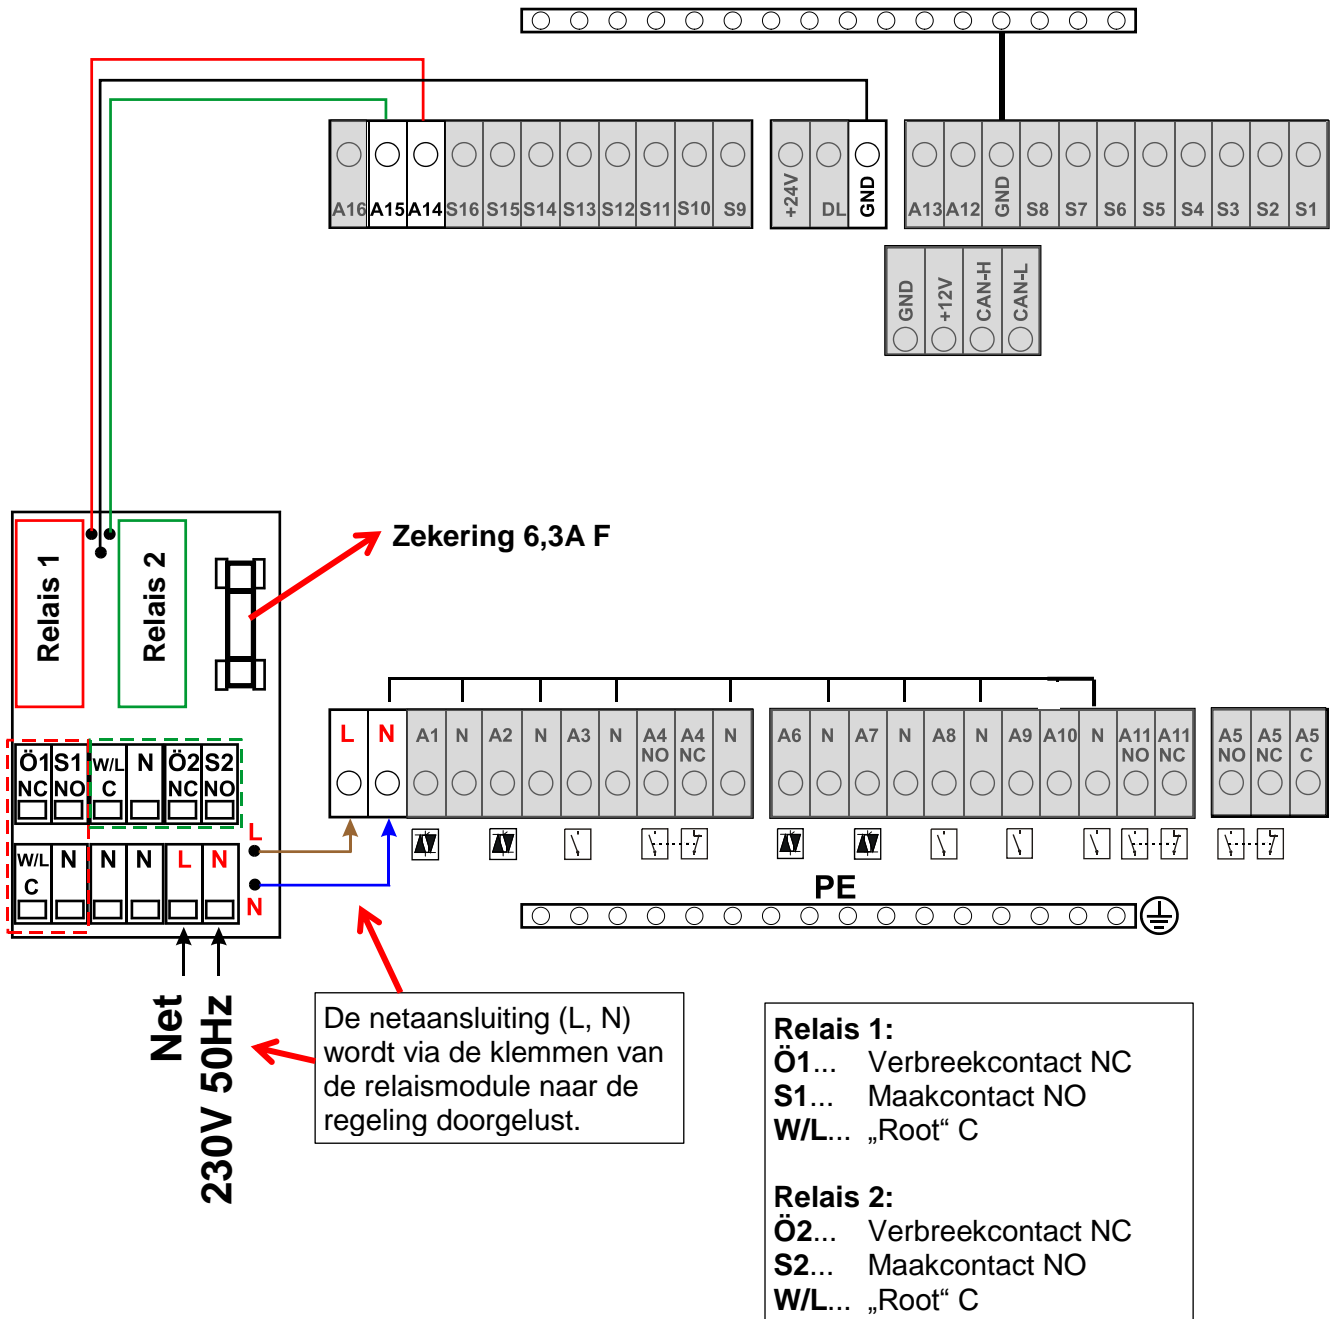 A16 A15 A14 S16 S15 S14 S13 S12 S11 S10 S9
+24V DL GND
A13 A12 GND S8 S7 S6 S5 S4 S3 S2 S1
GND +12V CAN-H CAN-L
Relais 1
Relais 2
Zekering 6,3A F
L N A1 N A2 N A3 N A4 NO A4 NC N
A6 N A7 N A8 N A9 A10 N A11 NO A11 NC
A5 NO A5 NC A5 C
Ö1 NC S1 NO W/L C N Ö2 NC S2 NO
L
W/L C N N N L N
N
PE
Net
230V 50Hz
De netaansluiting (L, N)
wordt via de klemmen van
de relaismodule naar de
regeling doorgelust.
Relais 1:
Ö1... Verbreekcontact NC
S1... Maakcontact NO
W/L... „Root“ C
Relais 2:
Ö2... Verbreekcontact NC
S2... Maakcontact NO
W/L... „Root“ C